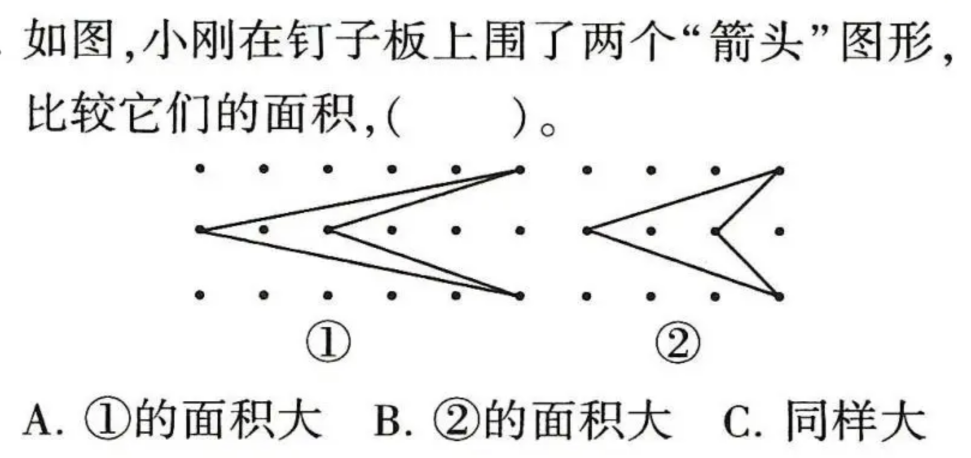 如图,小刚在钉子板上围了两个“箭头”图形,
比较它们的面积,(　　)。
① ②
A. ①的面积大 B. ②的面积大 C. 同样大